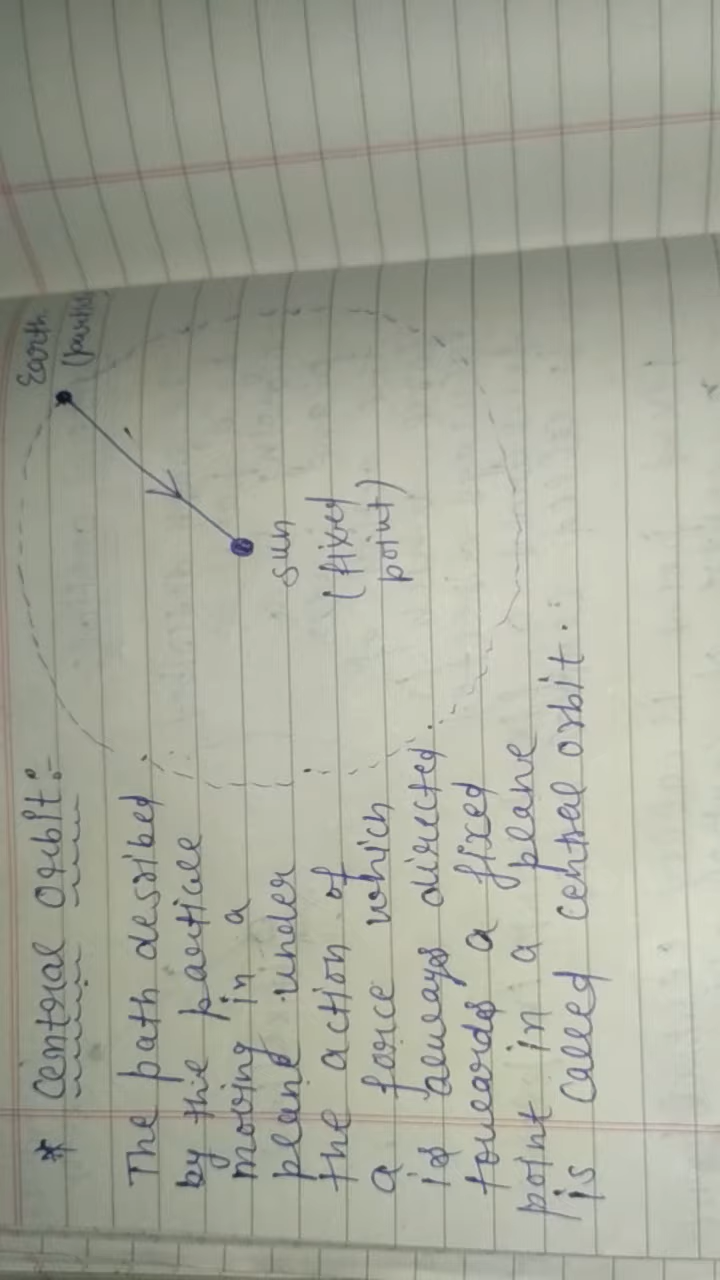 * Central Orbit:-
The path described
by the particle
moving in a
plane under
the action of
a force which
is always directed
towards a fixed
point in a plane
is called central orbit.
Earth
sun
(fixed
point)